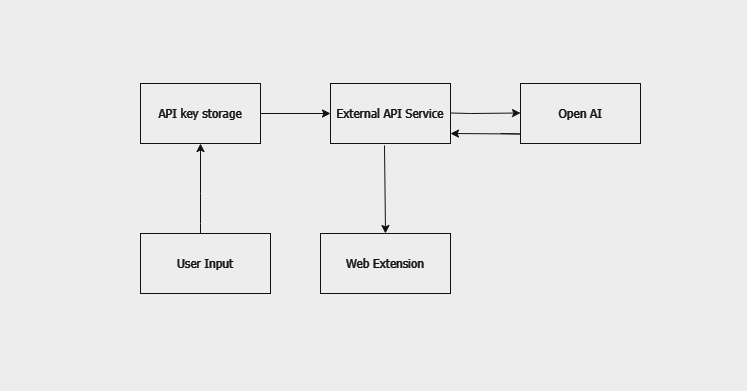 API key storage
External API Service
Open AI
User Input
Web Extension